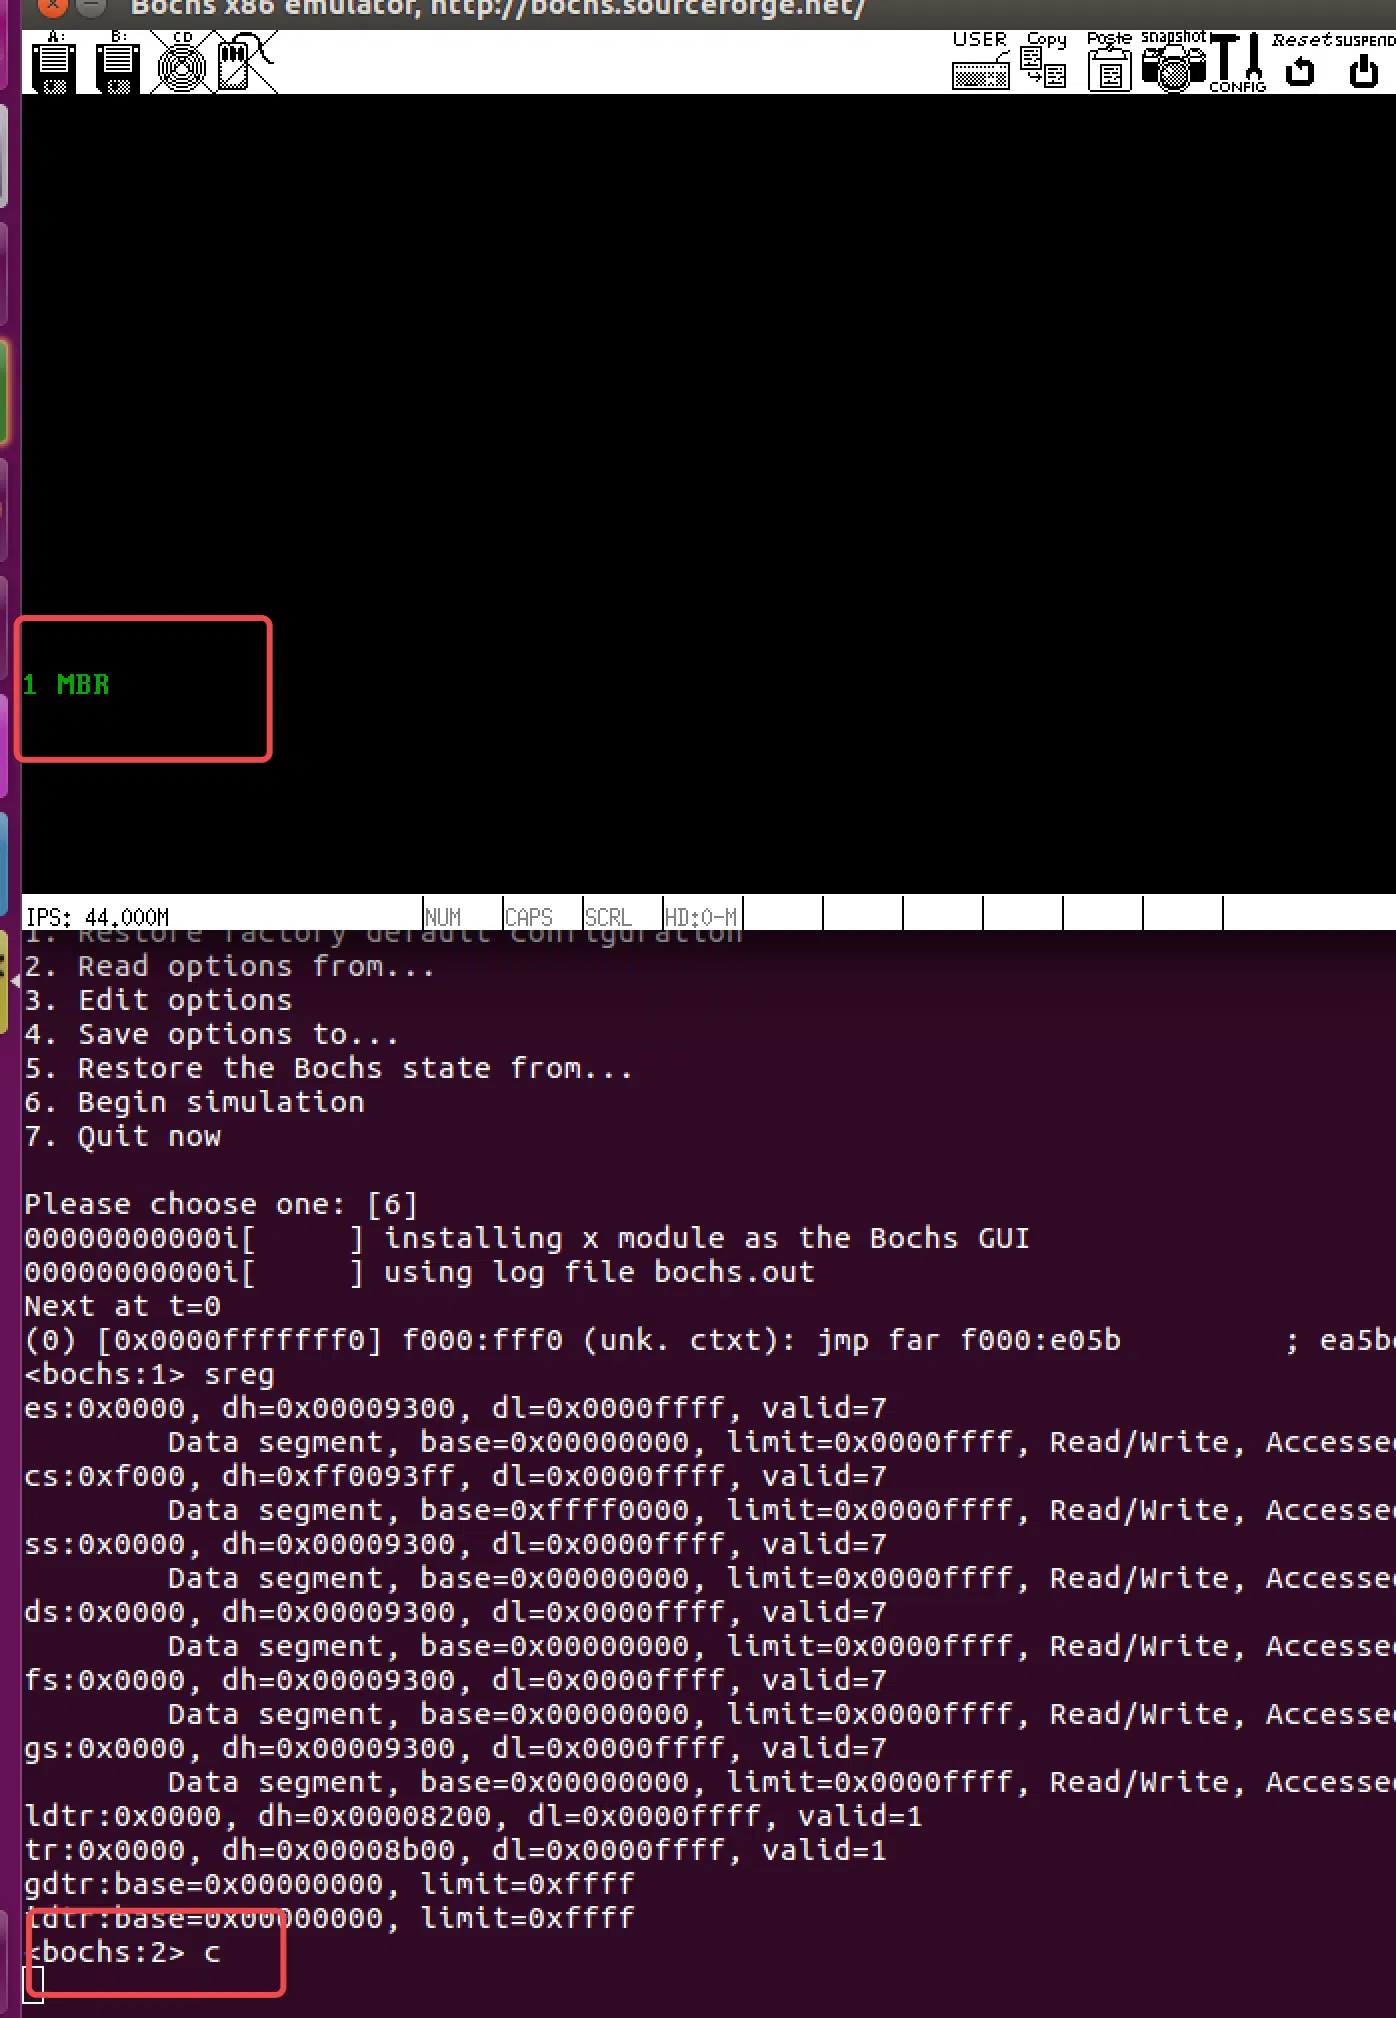 Bochs x86 emulator, http://bochs.sourceforge.net/
A: B: CD USER Copy Paste snapshot CONFIG Reset SUSPEND
1 MBR
IPS: 44.000M NUM CAPS SCRL HD:0-M
1. Restore factory default configuration
2. Read options from...
3. Edit options
4. Save options to...
5. Restore the Bochs state from...
6. Begin simulation
7. Quit now
Please choose one: [6]
00000000000i[      ] installing x module as the Bochs GUI
00000000000i[      ] using log file bochs.out
Next at t=0
(0) [0x0000fffffff0] f000:fff0 (unk. ctxt): jmp far f000:e05b         ; ea5be
<bochs:1> sreg
es:0x0000, dh=0x00009300, dl=0x0000ffff, valid=7
Data segment, base=0x00000000, limit=0x0000ffff, Read/Write, Accessed
cs:0xf000, dh=0xff0093ff, dl=0x0000ffff, valid=7
Data segment, base=0xffff0000, limit=0x0000ffff, Read/Write, Accessed
ss:0x0000, dh=0x00009300, dl=0x0000ffff, valid=7
Data segment, base=0x00000000, limit=0x0000ffff, Read/Write, Accessed
ds:0x0000, dh=0x00009300, dl=0x0000ffff, valid=7
Data segment, base=0x00000000, limit=0x0000ffff, Read/Write, Accessed
fs:0x0000, dh=0x00009300, dl=0x0000ffff, valid=7
Data segment, base=0x00000000, limit=0x0000ffff, Read/Write, Accessed
gs:0x0000, dh=0x00009300, dl=0x0000ffff, valid=7
Data segment, base=0x00000000, limit=0x0000ffff, Read/Write, Accessed
ldtr:0x0000, dh=0x00008200, dl=0x0000ffff, valid=1
tr:0x0000, dh=0x00008b00, dl=0x0000ffff, valid=1
gdtr:base=0x00000000, limit=0xffff
idtr:base=0x00000000, limit=0xffff
<bochs:2> c